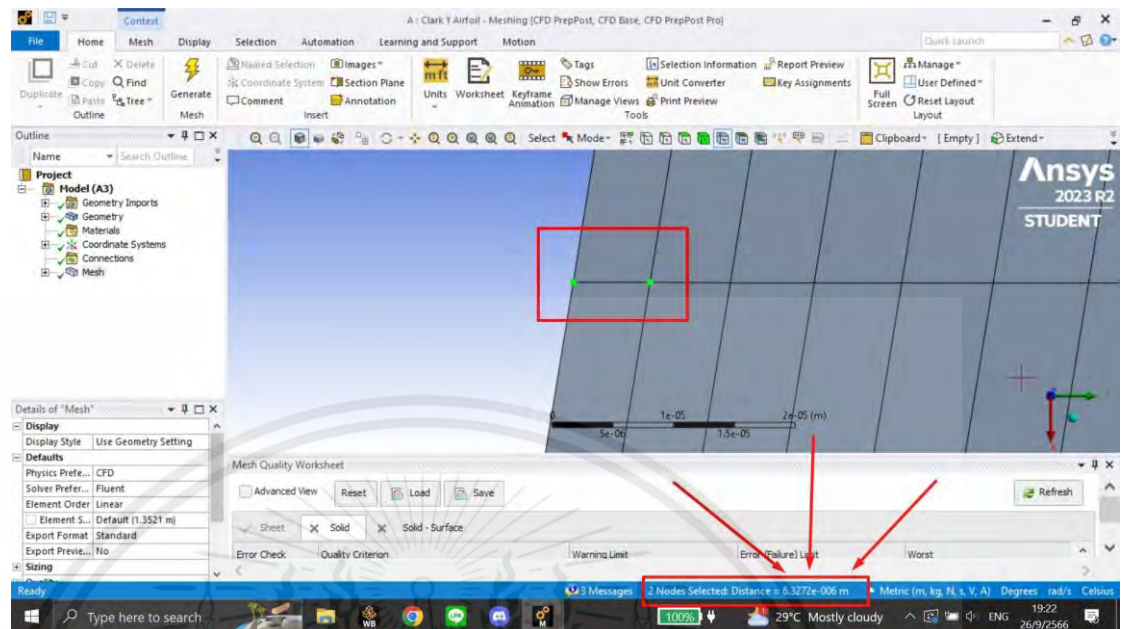 Context
A : Clark Y Airfoil - Meshing [CFD PrepPost, CFD Base, CFD PrepPost Pro]
File Home Mesh Display Selection Automation Learning and Support Motion Quick Launch
Duplicate
Cut
Copy
Paste
Delete
Find
Tree
Outline
Generate
Mesh
Named Selection
Coordinate System
Comment
Images
Section Plane
Annotation
Insert
Units
Worksheet
Keyframe
Animation
Tags
Show Errors
Manage Views
Selection Information
Unit Converter
Print Preview
Report Preview
Key Assignments
Tools
Full
Screen
Manage
User Defined
Reset Layout
Layout
Outline
Name Search Outline
Select Mode Clipboard [ Empty ] Extend
Project
Model (A3)
Geometry Imports
Geometry
Materials
Coordinate Systems
Connections
Mesh
Ansys
2023 R2
STUDENT
0 1e-05 2e-05 (m)
5e-06 1.5e-05
Details of "Mesh"
Display
Display Style Use Geometry Setting
Defaults
Physics Prefe... CFD
Solver Prefer... Fluent
Element Order Linear
Element S... Default (1.3521 m)
Export Format Standard
Export Previe... No
Sizing
Quality
Mesh Quality Worksheet
Advanced View Reset Load Save Refresh
Sheet Solid Solid - Surface
Error Check Quality Criterion Warning Limit Error (Failure) Limit Worst
Ready 3 Messages 2 Nodes Selected: Distance = 6.3272e-006 m Metric (m, kg, N, s, V, A) Degrees rad/s Celsius
Type here to search WB M 100% 29°C Mostly cloudy ENG 19:22
26/9/2566